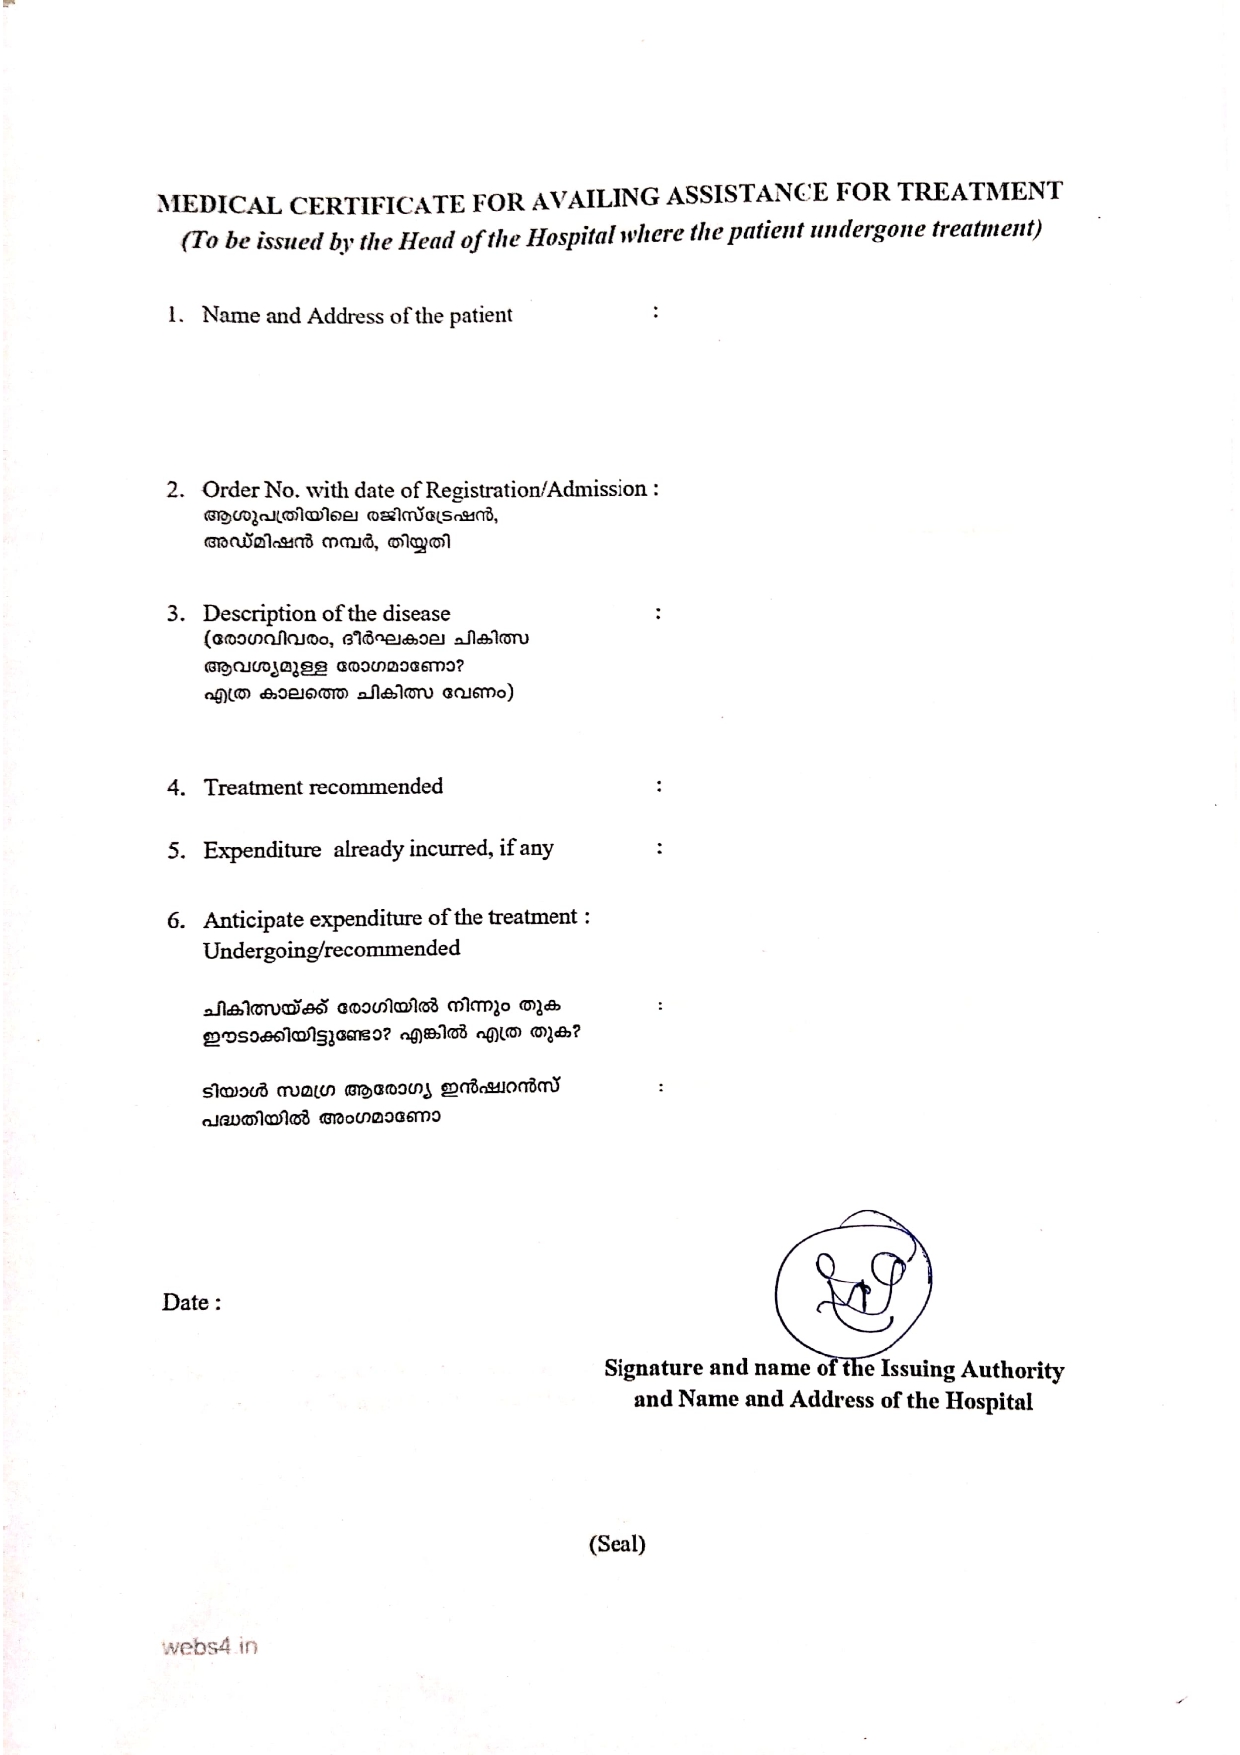 MEDICAL CERTIFICATE FOR AVAILING ASSISTANCE FOR TREATMENT
(To be issued by the Head of the Hospital where the patient undergone treatment)
1. Name and Address of the patient :
2. Order No. with date of Registration/Admission :
ആശുപത്രിയിലെ രജിസ്ട്രേഷൻ,
അഡ്മിഷൻ നമ്പർ, തിയ്യതി
3. Description of the disease :
(രോഗവിവരം, ദീർഘകാല ചികിത്സ
ആവശ്യമുള്ള രോഗമാണോ?
എത്ര കാലത്തെ ചികിത്സ വേണം)
4. Treatment recommended :
5. Expenditure already incurred, if any :
6. Anticipate expenditure of the treatment :
Undergoing/recommended
ചികിത്സയ്ക്ക് രോഗിയിൽ നിന്നും തുക :
ഈടാക്കിയിട്ടുണ്ടോ? എങ്കിൽ എത്ര തുക?
ടിയാൾ സമഗ്ര ആരോഗ്യ ഇൻഷ്വറൻസ് :
പദ്ധതിയിൽ അംഗമാണോ
Date :
Signature and name of the Issuing Authority
and Name and Address of the Hospital
(Seal)
webs4.in